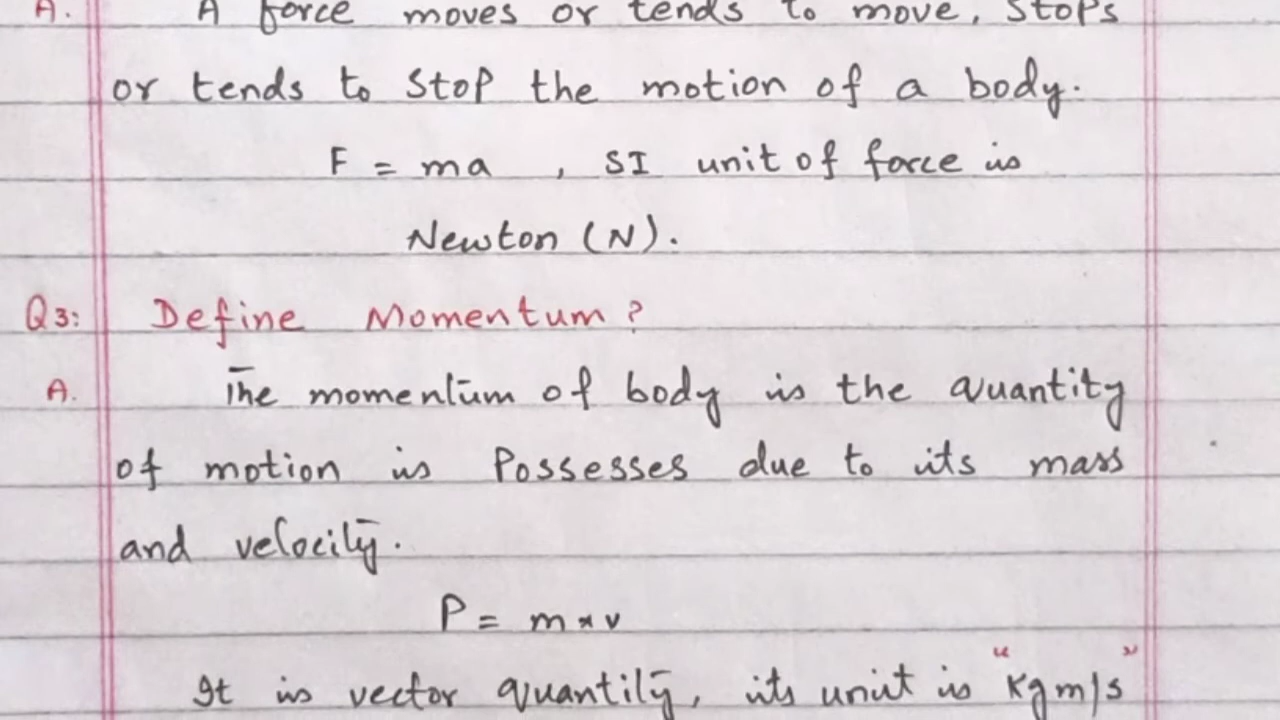 A. A force moves or tends to move, stops
or tends to stop the motion of a body.
F = ma , SI unit of force is
Newton (N).
Q3: Define Momentum?
A. The momentum of body is the quantity
of motion is Possesses due to its mass
and velocity.
P = m × v
It is vector quantity, its unit is "Kgm/s"